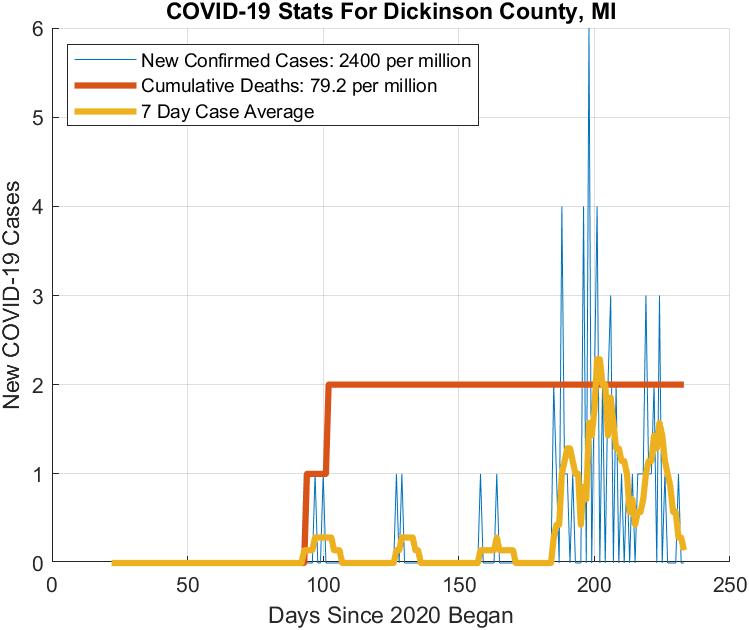 COVID-19 Stats For Dickinson County, MI
New Confirmed Cases: 2400 per million
Cumulative Deaths: 79.2 per million
7 Day Case Average
New COVID-19 Cases
6
5
4
3
2
1
0
0 50 100 150 200 250
Days Since 2020 Began